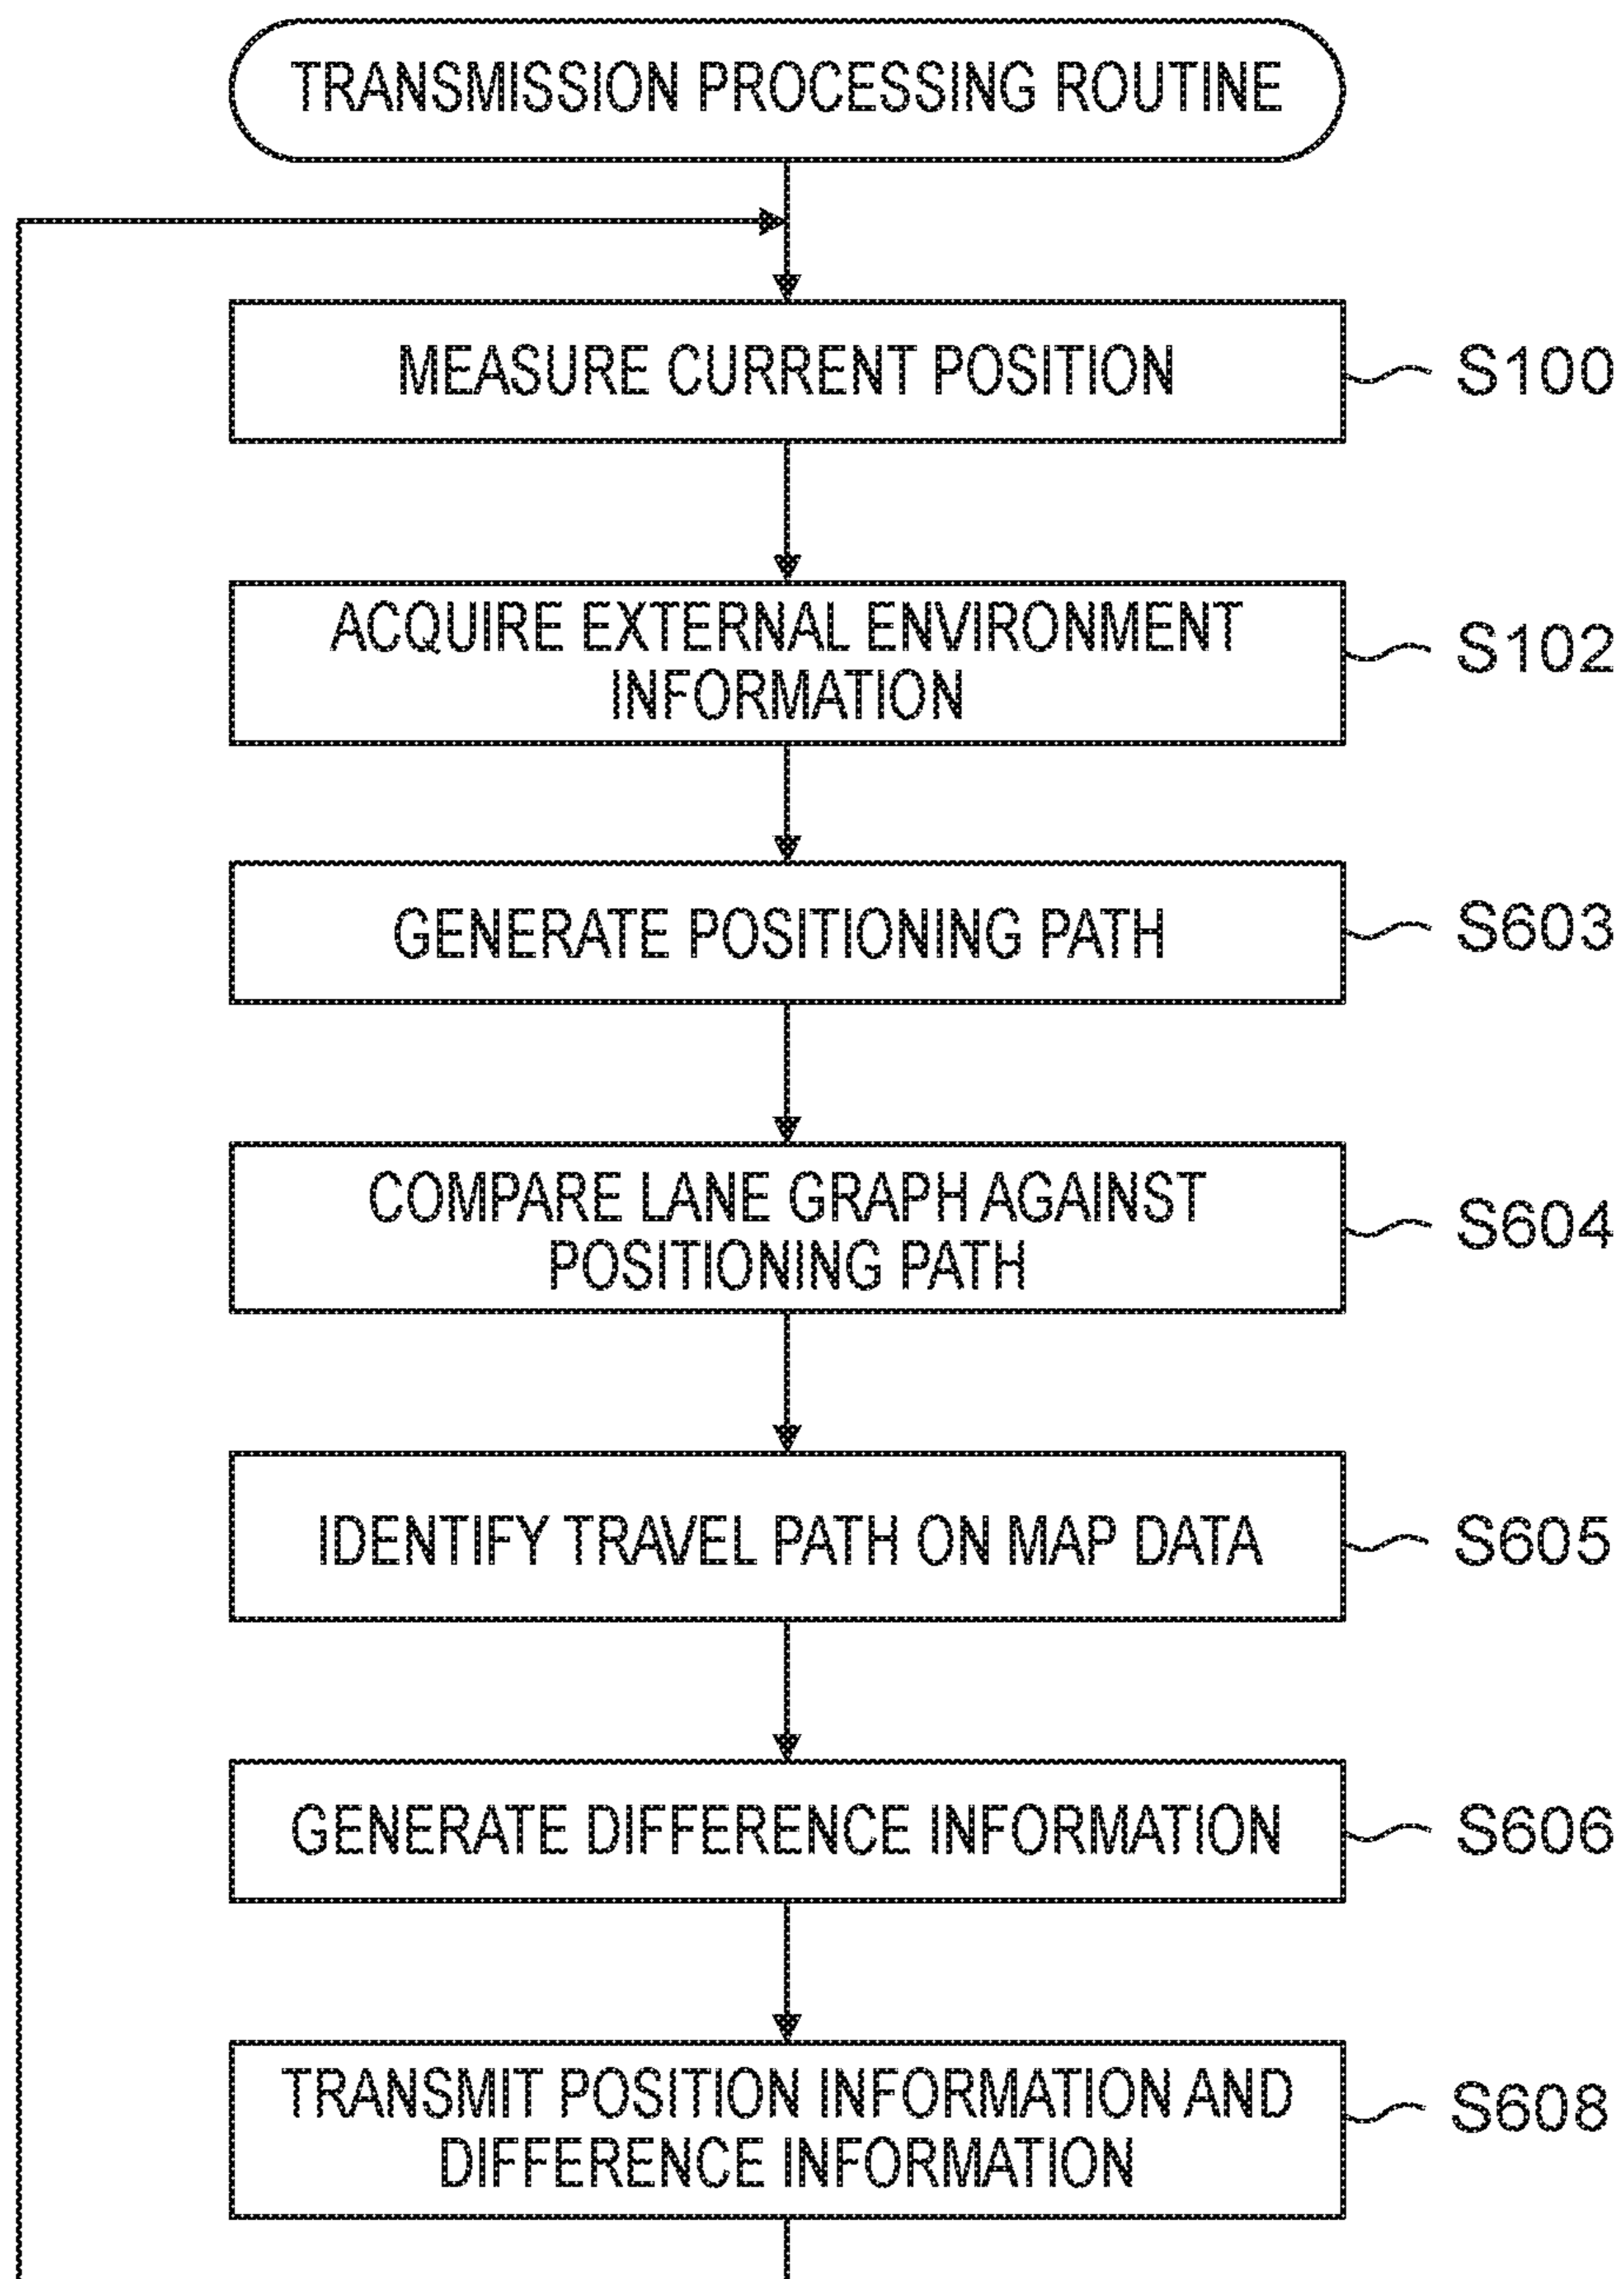 TRANSMISSION PROCESSING ROUTINE
MEASURE CURRENT POSITION
S100
ACQUIRE EXTERNAL ENVIRONMENT
INFORMATION
S102
GENERATE POSITIONING PATH
S603
COMPARE LANE GRAPH AGAINST
POSITIONING PATH
S604
IDENTIFY TRAVEL PATH ON MAP DATA
S605
GENERATE DIFFERENCE INFORMATION
S606
TRANSMIT POSITION INFORMATION AND
DIFFERENCE INFORMATION
S608